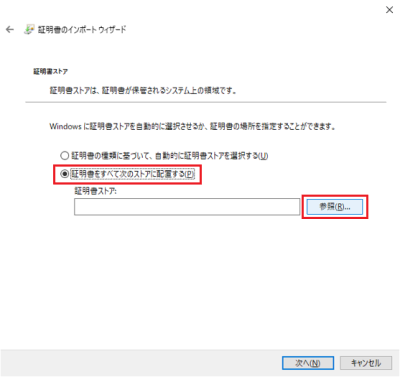 証明書のインポート ウィザード
証明書ストア
証明書ストアは、証明書が保管されるシステム上の領域です。
Windows に証明書ストアを自動的に選択させるか、証明書の場所を指定することができます。
証明書の種類に基づいて、自動的に証明書ストアを選択する(U)
証明書をすべて次のストアに配置する(P)
証明書ストア:
参照(R)...
次へ(N) キャンセル